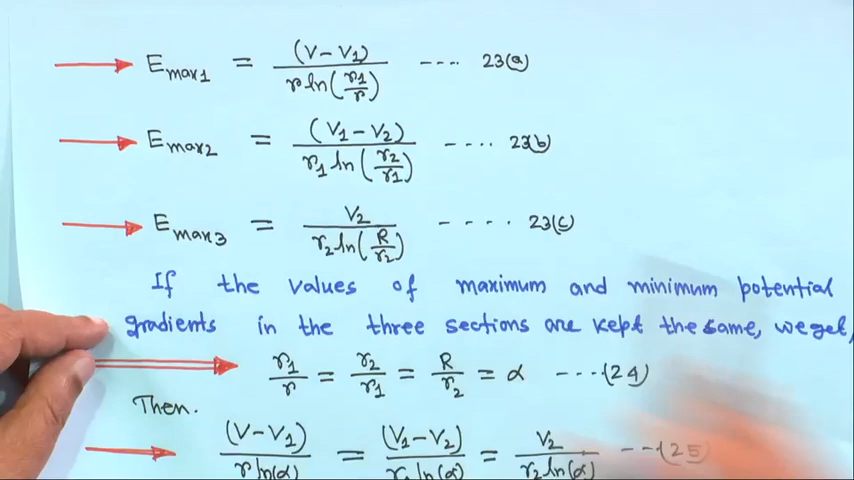 E_max1 = (V-V1) / r ln(r1/r) ---- 23(a)
E_max2 = (V1-V2) / r1 ln(r2/r1) ---- 23(b)
E_max3 = V2 / r2 ln(R/r2) ----- 23(c)
If the values of maximum and minimum potential
gradients in the three sections are kept the same, we get,
r1/r = r2/r1 = R/r2 = α ---(24)
Then.
(V-V1) / r ln(α) = (V1-V2) / r1 ln(α) = V2 / r2 ln(α) ---(25)